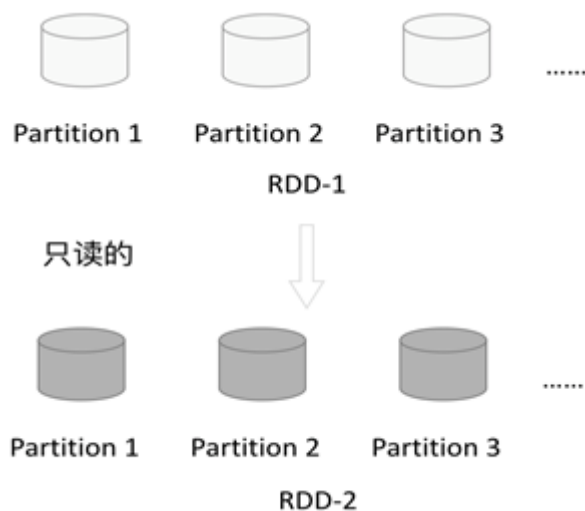 ……
Partition 1 Partition 2 Partition 3
RDD-1
只读的
……
Partition 1 Partition 2 Partition 3
RDD-2